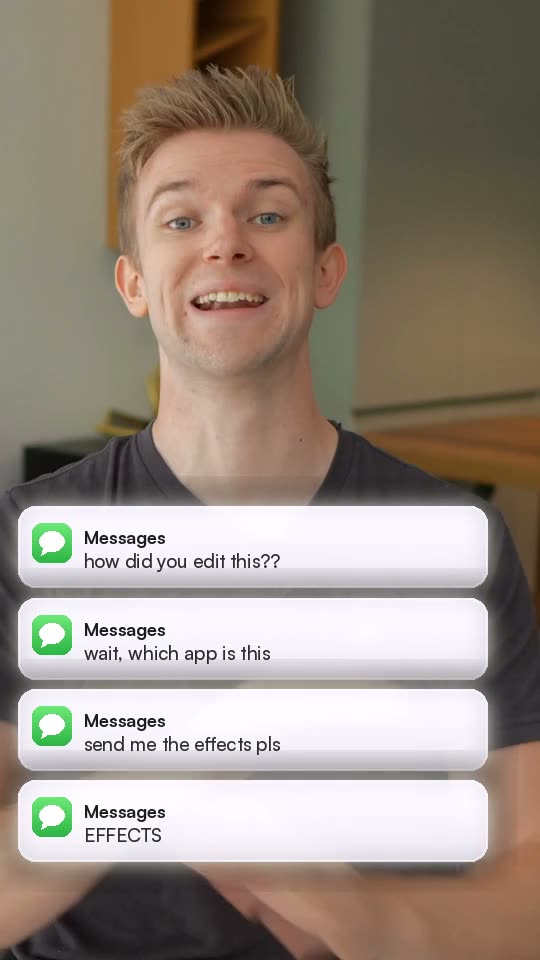 Messages
how did you edit this??
Messages
wait, which app is this
Messages
send me the effects pls
Messages
EFFECTS